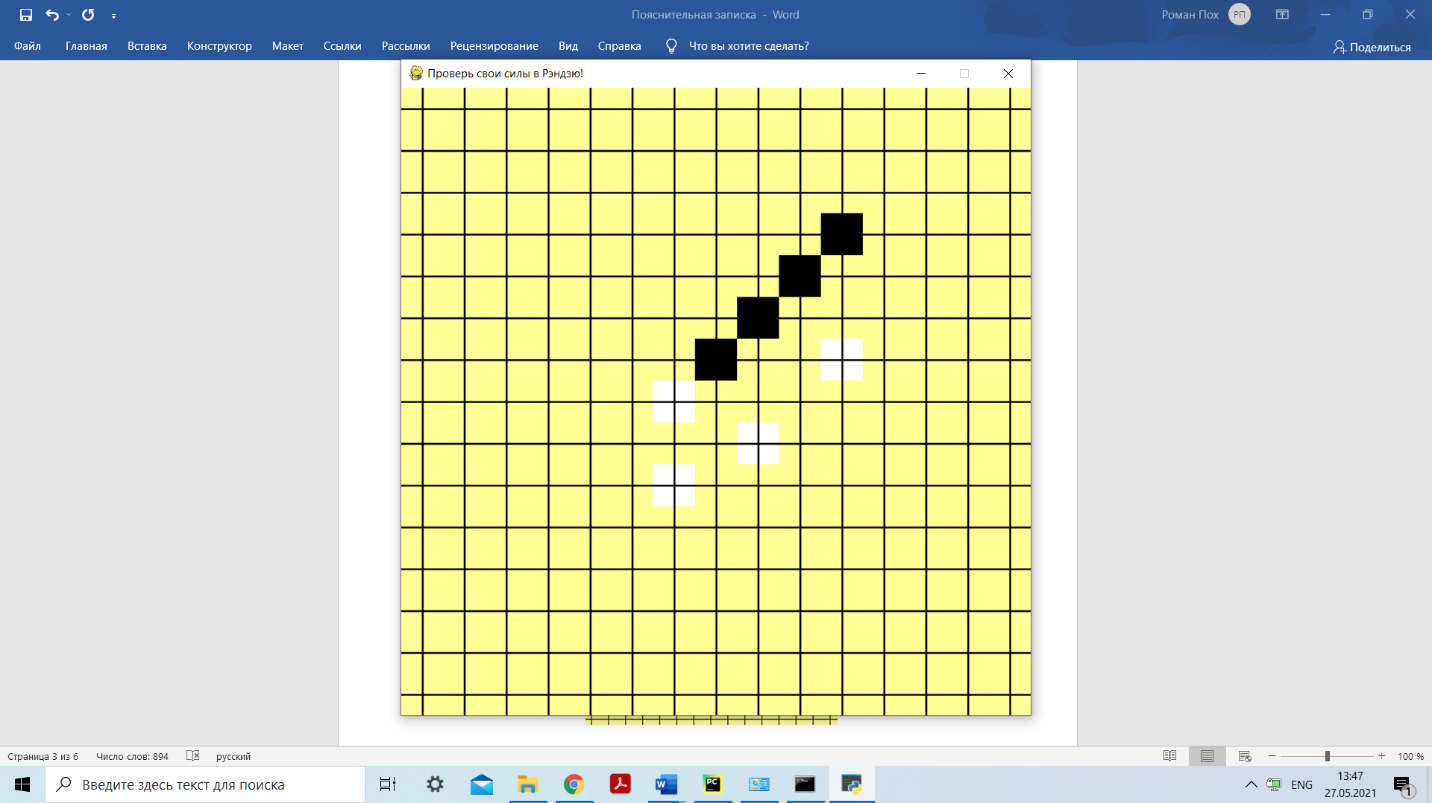 Пояснительная записка - Word
Роман Пох
РП
Файл Главная Вставка Конструктор Макет Ссылки Рассылки Рецензирование Вид Справка Что вы хотите сделать? Поделиться
Проверь свои силы в Рэндзю!
Страница 3 из 6 Число слов: 894 русский 100 %
Введите здесь текст для поиска
W
PC
ENG
13:47
27.05.2021
1